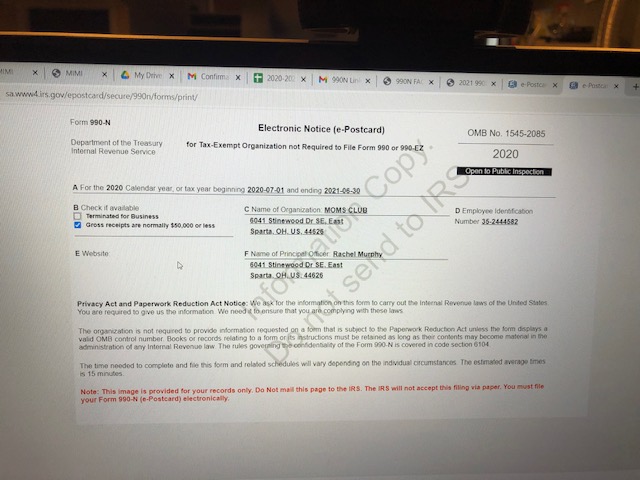 MIMI
My Drive
Confirma
2020-202
990N Lin
990N FA
2021 990
e-Postcar
e-Postcar
sa.www4.irs.gov/epostcard/secure/990n/forms/print/
Form 990-N
Department of the Treasury
Internal Revenue Service
Electronic Notice (e-Postcard)
for Tax-Exempt Organization not Required to File Form 990 or 990-EZ
OMB No. 1545-2085
2020
Open to Public Inspection
A For the 2020 Calendar year, or tax year beginning 2020-07-01 and ending 2021-06-30
B Check if available
Terminated for Business
Gross receipts are normally $50,000 or less
C Name of Organization: MOMS CLUB
6041 Stinewood Dr SE, East
Sparta, OH, US, 44626
D Employee Identification
Number 35-2444582
E Website:
F Name of Principal Officer: Rachel Murphy
6041 Stinewood Dr SE, East
Sparta, OH, US, 44626
Privacy Act and Paperwork Reduction Act Notice: We ask for the information on this form to carry out the Internal Revenue laws of the United States.
You are required to give us the information. We need it to ensure that you are complying with these laws.
The organization is not required to provide information requested on a form that is subject to the Paperwork Reduction Act unless the form displays a
valid OMB control number. Books or records relating to a form or its instructions must be retained as long as their contents may become material in the
administration of any Internal Revenue law. The rules governing the confidentiality of the Form 990-N is covered in code section 6104.
The time needed to complete and file this form and related schedules will vary depending on the individual circumstances. The estimated average times
is 15 minutes.
Note: This image is provided for your records only. Do Not mail this page to the IRS. The IRS will not accept this filing via paper. You must file
your Form 990-N (e-Postcard) electronically.
Information Copy
Do not send to IRS